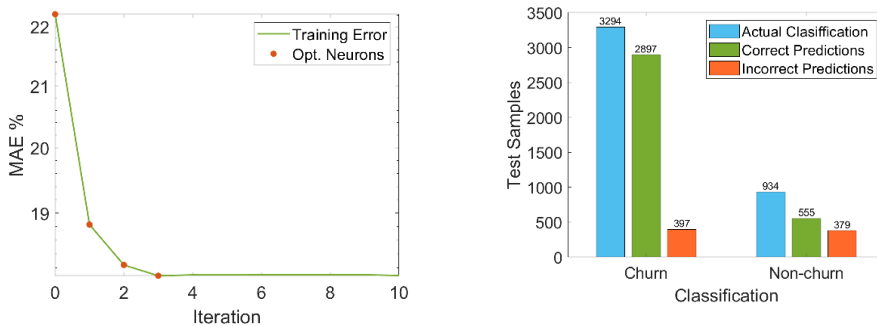 22
21
20
19
MAE %
0
2
4
6
8
10
Iteration
Training Error
Opt. Neurons
3500
3000
2500
2000
1500
1000
500
0
Test Samples
3294
2897
397
934
555
379
Churn
Non-churn
Classification
Actual Clasiffication
Correct Predictions
Incorrect Predictions